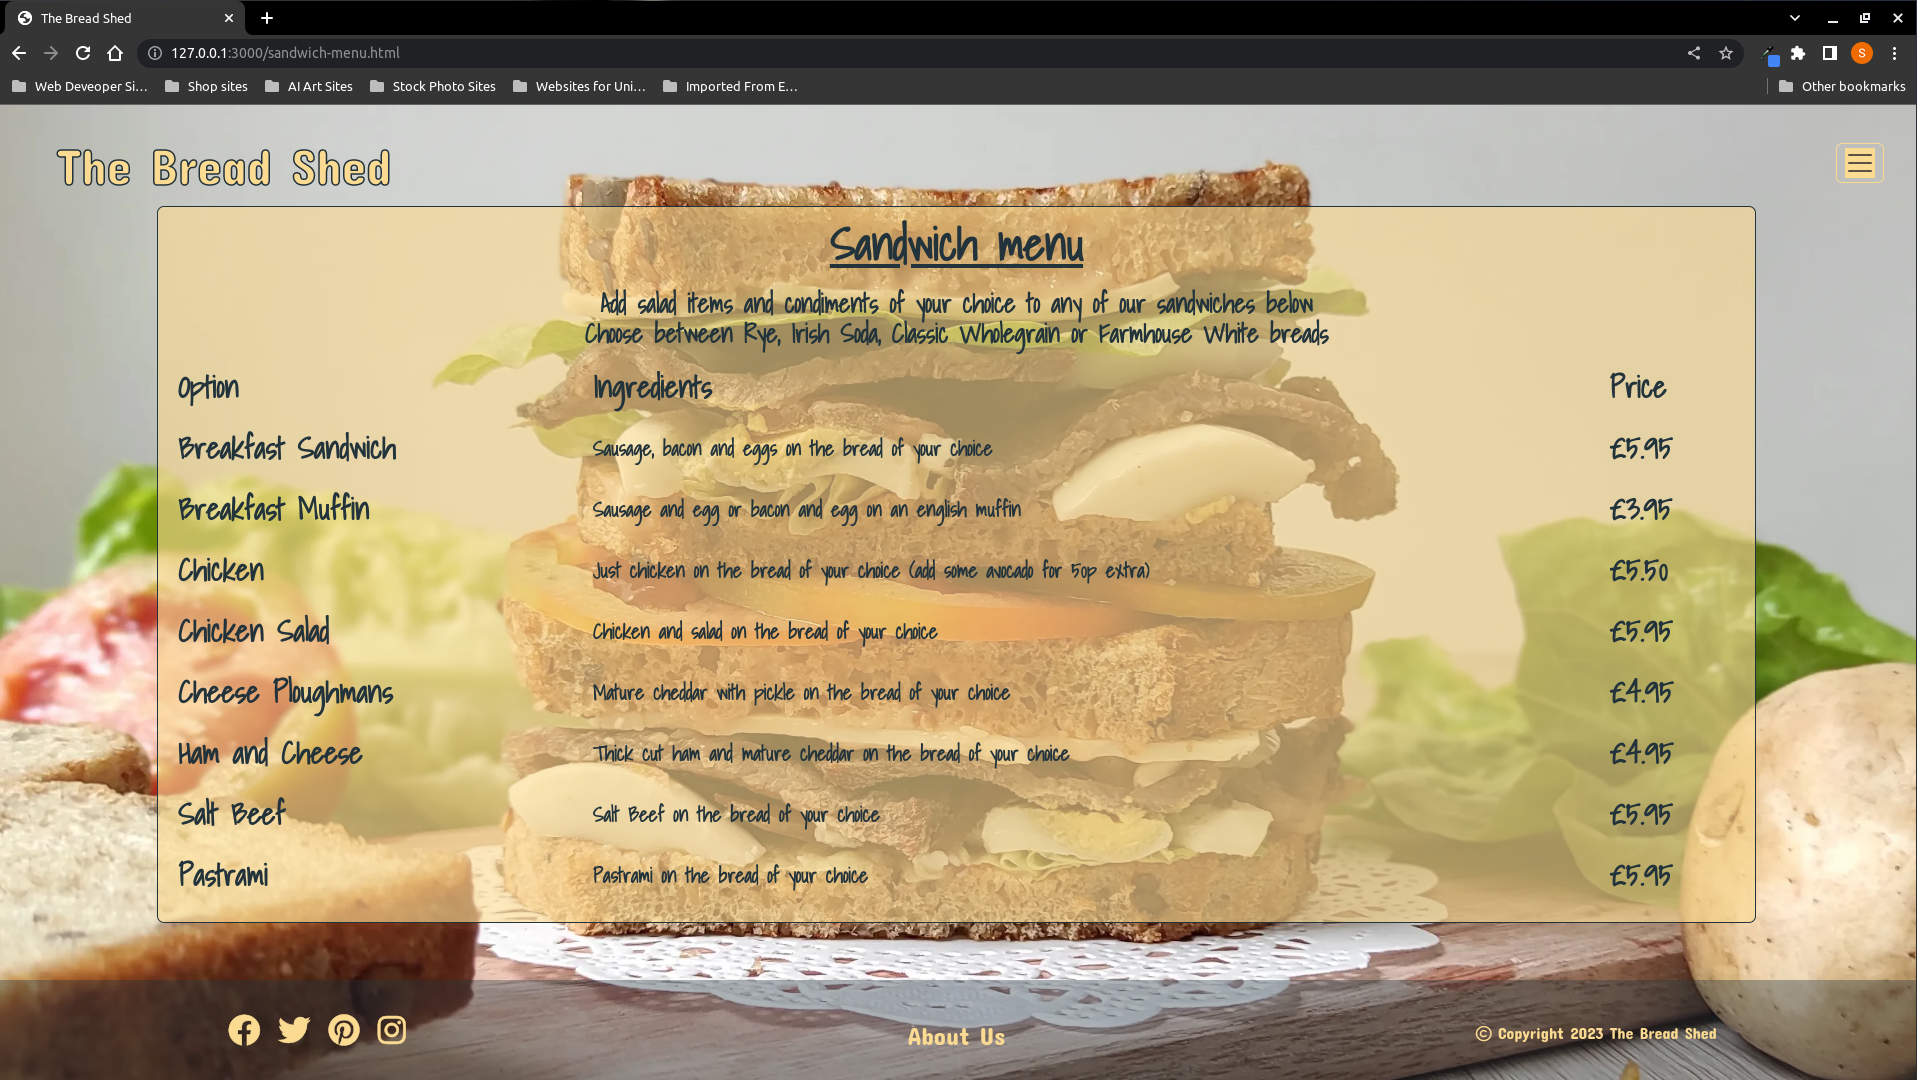 The Bread Shed
127.0.0.1:3000/sandwich-menu.html
S
Web Deveoper Si...
Shop sites
AI Art Sites
Stock Photo Sites
Websites for Uni...
Imported From E...
Other bookmarks
The Bread Shed
Sandwich menu
Add salad items and condiments of your choice to any of our sandwiches below
Choose between Rye, Irish Soda, Classic Wholegrain or Farmhouse White breads
Option Ingredients Price
Breakfast Sandwich Sausage, bacon and eggs on the bread of your choice £5.95
Breakfast Muffin Sausage and egg or bacon and egg on an english muffin £3.95
Chicken Just chicken on the bread of your choice (add some avocado for 50p extra) £5.50
Chicken Salad Chicken and salad on the bread of your choice £5.95
Cheese Ploughmans Mature cheddar with pickle on the bread of your choice £4.95
Ham and Cheese Thick cut ham and mature cheddar on the bread of your choice £4.95
Salt Beef Salt Beef on the bread of your choice £5.95
Pastrami Pastrami on the bread of your choice £5.95
About Us
© Copyright 2023 The Bread Shed